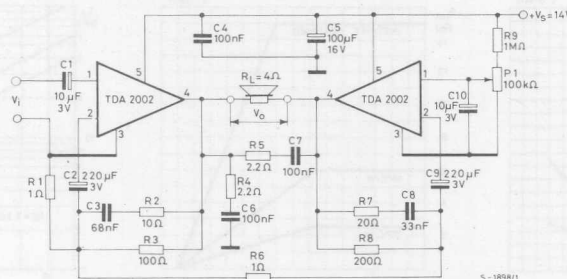 +Vs=14V
C4
100nF
C5
100µF
16V
R9
1MΩ
C1
10µF
3V
1
5
TDA 2002
4
2
3
Vi
RL=4Ω
Vo
5
TDA 2002
4
1
2
3
P1
100kΩ
C10
10µF
3V
R1
1Ω
C2
220µF
3V
R5
2.2Ω
C7
100nF
R4
2.2Ω
C6
100nF
C9
220µF
3V
C3
68nF
R2
10Ω
R3
100Ω
R7
20Ω
C8
33nF
R8
200Ω
R6
1Ω
S-1898/1